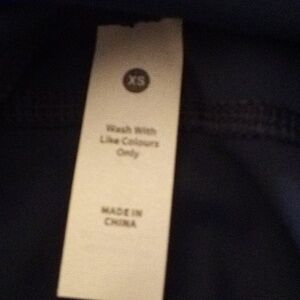 XS
Wash With
Like Colours
Only
MADE IN
CHINA